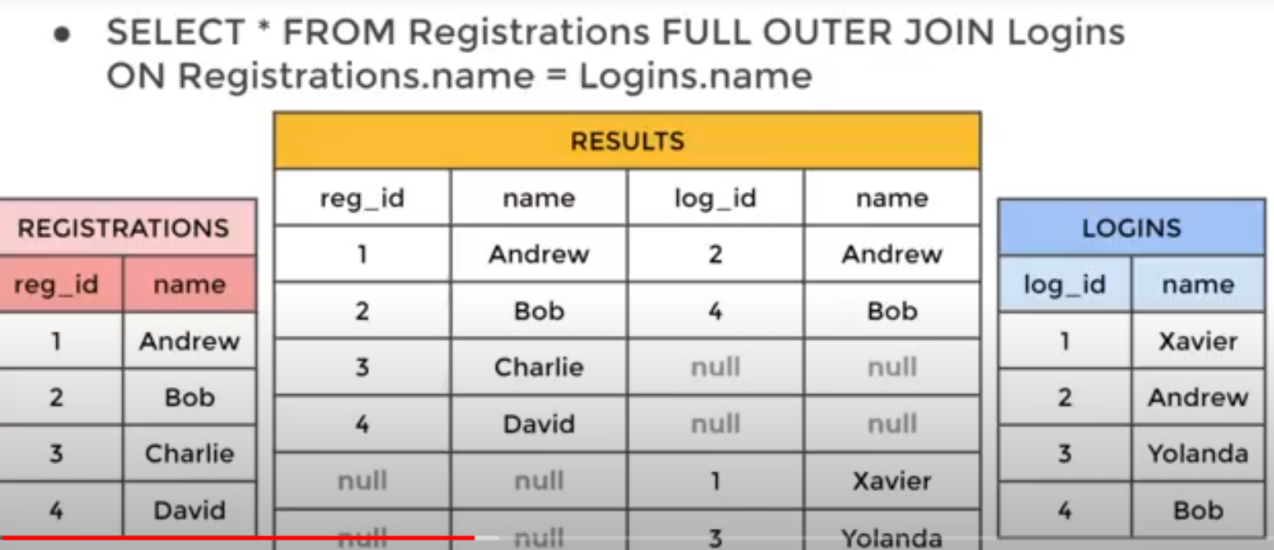 • SELECT * FROM Registrations FULL OUTER JOIN Logins
ON Registrations.name = Logins.name
REGISTRATIONS
reg_id name
1 Andrew
2 Bob
3 Charlie
4 David
RESULTS
reg_id name log_id name
1 Andrew 2 Andrew
2 Bob 4 Bob
3 Charlie null null
4 David null null
null null 1 Xavier
null null 3 Yolanda
LOGINS
log_id name
1 Xavier
2 Andrew
3 Yolanda
4 Bob